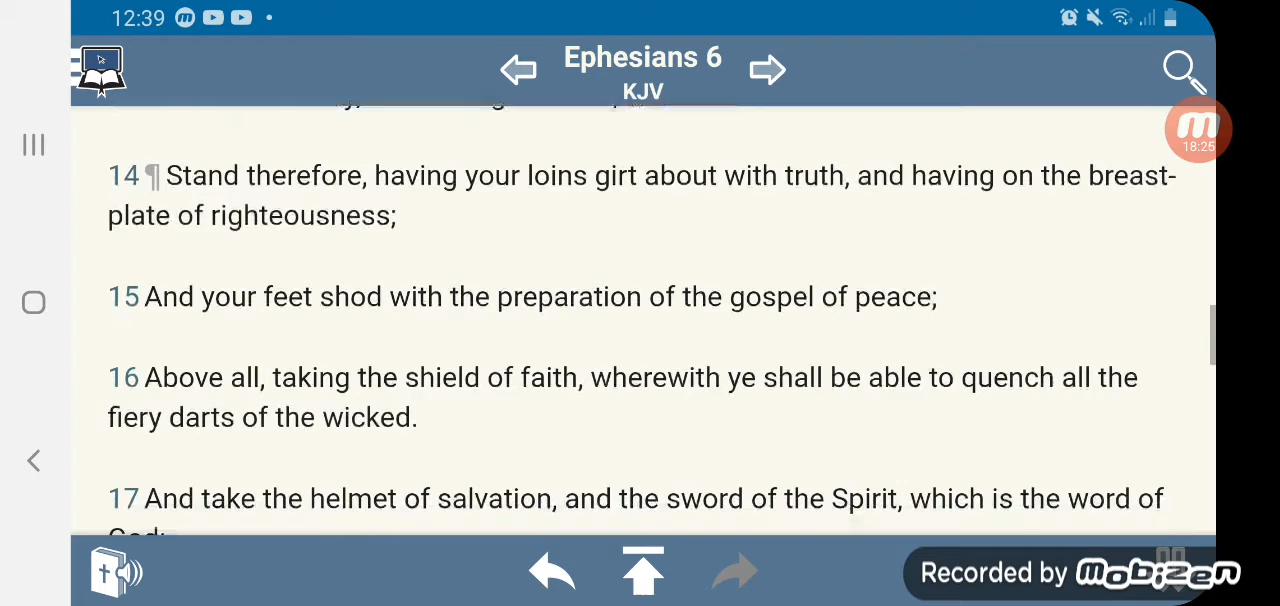 12:39
Ephesians 6
KJV
18:25
14 ¶ Stand therefore, having your loins girt about with truth, and having on the breast-
plate of righteousness;
15 And your feet shod with the preparation of the gospel of peace;
16 Above all, taking the shield of faith, wherewith ye shall be able to quench all the
fiery darts of the wicked.
17 And take the helmet of salvation, and the sword of the Spirit, which is the word of
God:
Recorded by mobizen